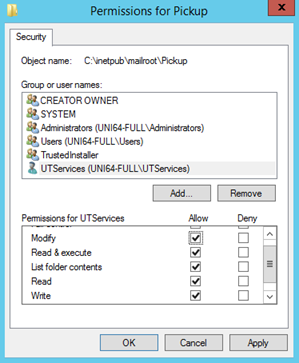 Permissions for Pickup
Security
Object name: C:\inetpub\mailroot\Pickup
Group or user names:
CREATOR OWNER
SYSTEM
Administrators (UNI64-FULL\Administrators)
Users (UNI64-FULL\Users)
TrustedInstaller
UTServices (UNI64-FULL\UTServices)
Add... Remove
Permissions for UTServices Allow Deny
Modify
Read & execute
List folder contents
Read
Write
OK Cancel Apply